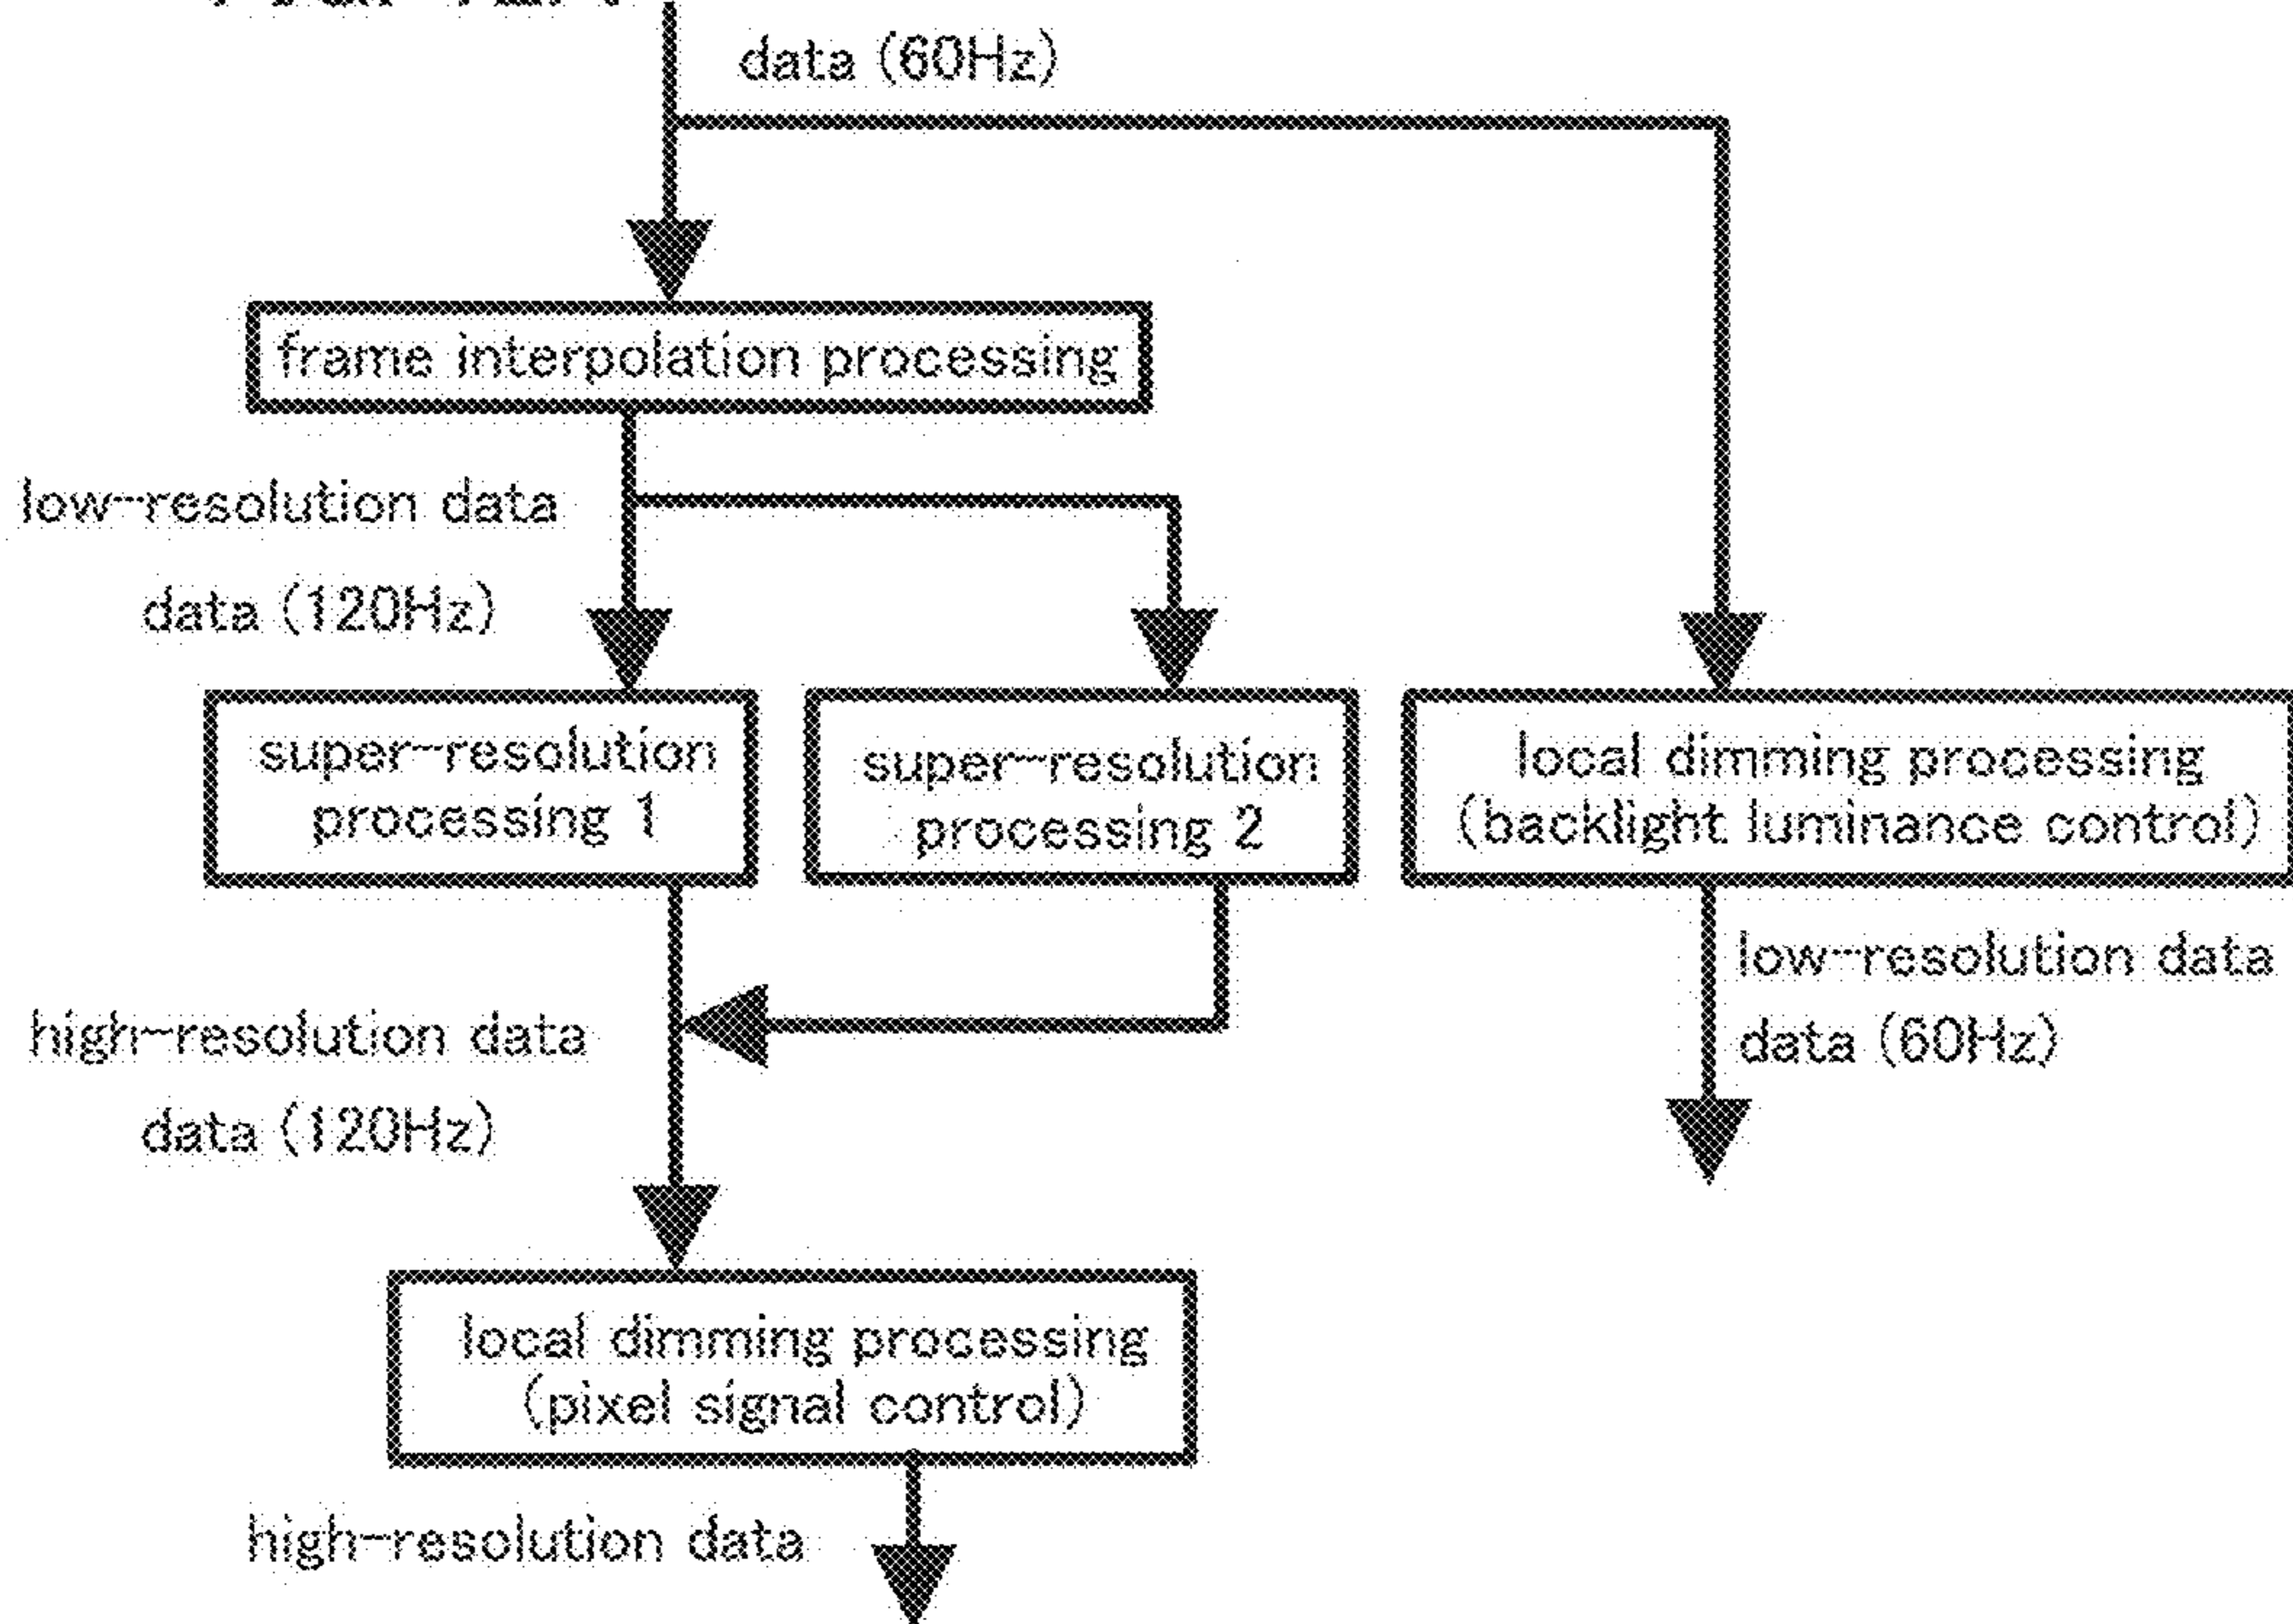 data (60Hz)
frame interpolation processing
low-resolution data
data (120Hz)
super-resolution
processing 1
super-resolution
processing 2
local dimming processing
(backlight luminance control)
low-resolution data
data (60Hz)
high-resolution data
data (120Hz)
local dimming processing
(pixel signal control)
high-resolution data